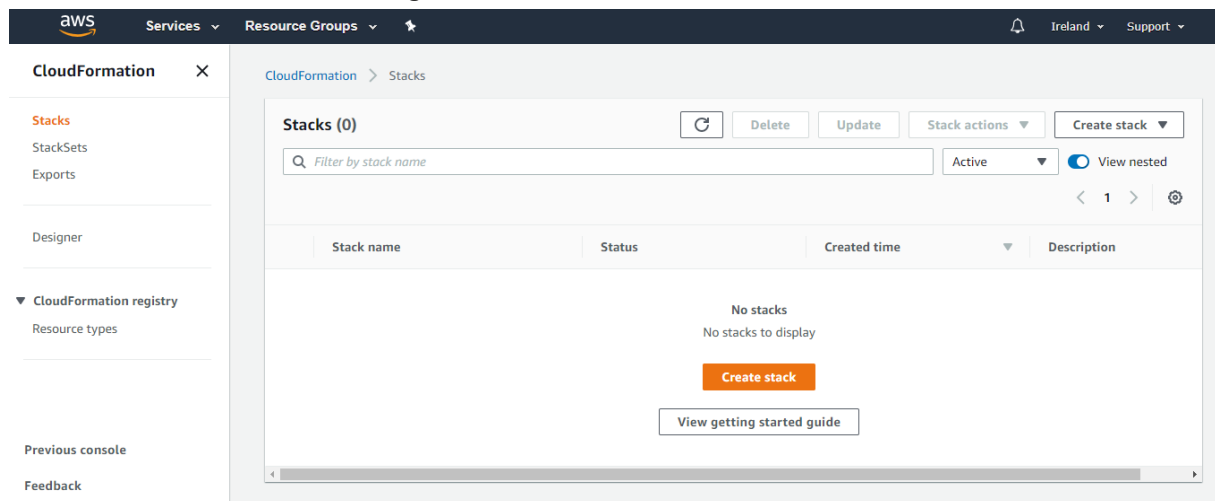 aws Services Resource Groups Ireland Support
CloudFormation
CloudFormation > Stacks
Stacks
StackSets
Exports
Designer
CloudFormation registry
Resource types
Previous console
Feedback
Stacks (0) Delete Update Stack actions Create stack
Filter by stack name Active View nested
< 1 >
Stack name Status Created time Description
No stacks
No stacks to display
Create stack
View getting started guide